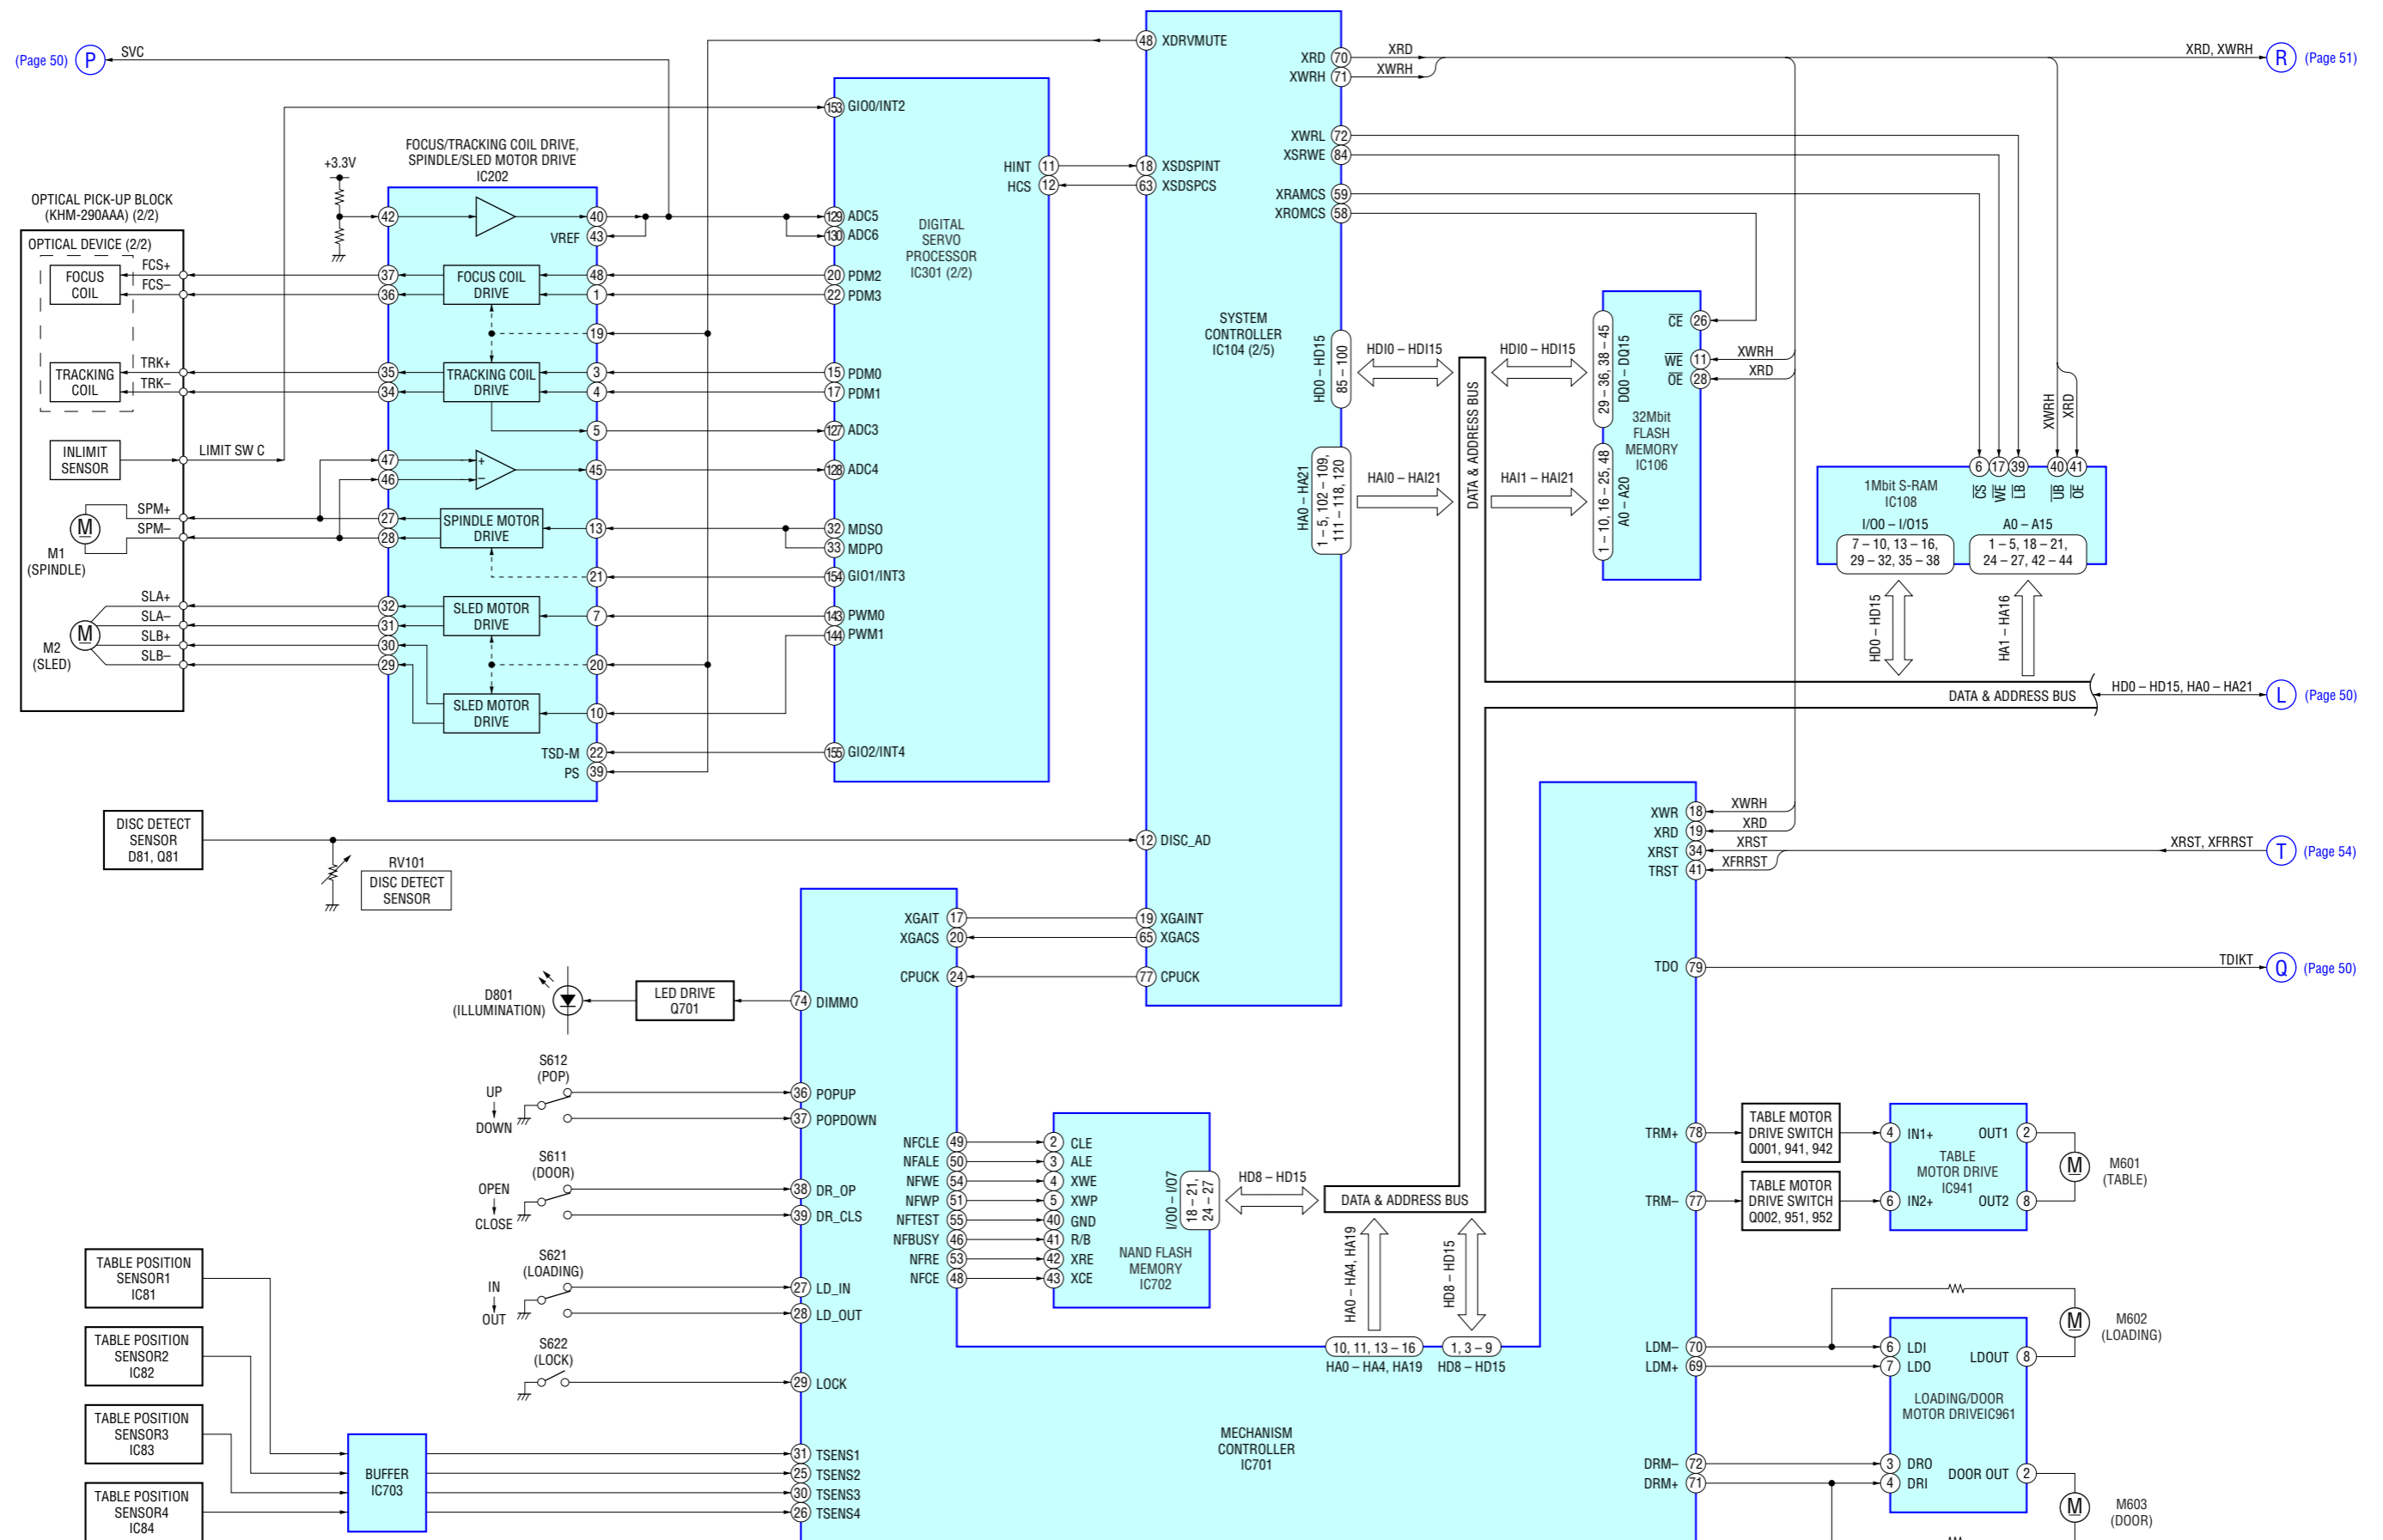 (Page 50) P SVC
48 XDRVMUTE
XRD 70 XRD
XWRH 71 XWRH
XRD, XWRH R (Page 51)
153 GIO0/INT2
FOCUS/TRACKING COIL DRIVE,
SPINDLE/SLED MOTOR DRIVE
IC202
+3.3V
XWRL 72
XSRWE 84
HINT 11 18 XSDSPINT
HCS 12 63 XSDSPCS
XRAMCS 59
XROMCS 58
OPTICAL PICK-UP BLOCK
(KHM-290AAA) (2/2)
OPTICAL DEVICE (2/2)
42 40 129 ADC5
VREF 43 130 ADC6
DIGITAL
SERVO
PROCESSOR
IC301 (2/2)
FOCUS
COIL
FCS+ 37
FCS– 36
FOCUS COIL
DRIVE
48 20 PDM2
1 22 PDM3
19
TRACKING
COIL
TRK+ 35
TRK– 34
TRACKING COIL
DRIVE
3 15 PDM0
4 17 PDM1
5 127 ADC3
INLIMIT
SENSOR
LIMIT SW C
47
46
+
–
45 128 ADC4
M
M1
(SPINDLE)
SPM+ 27
SPM– 28
SPINDLE MOTOR
DRIVE
13 32 MDSO
33 MDPO
21 154 GIO1/INT3
M
M2
(SLED)
SLA+ 32
SLA– 31
SLB+ 30
SLB– 29
SLED MOTOR
DRIVE
7 143 PWM0
144 PWM1
20
SLED MOTOR
DRIVE
10
TSD-M 22 155 GIO2/INT4
PS 39
SYSTEM
CONTROLLER
IC104 (2/5)
HD0 – HD15
85 – 100
HDI0 – HDI15
DATA & ADDRESS BUS
HDI0 – HDI15
29 – 36, 38 – 45
DQ0 – DQ15
HA0 – HA21
1 – 5, 102 – 109,
111 – 118, 120
HAI0 – HAI21
HAI1 – HAI21
1 – 10, 16 – 25, 48
A0 – A20
CE 26
WE 11 XWRH
OE 28 XRD
32Mbit
FLASH
MEMORY
IC106
XWRH
XRD
6 17 39 40 41
CS WE LB UB OE
1Mbit S-RAM
IC108
I/O0 – I/O15 A0 – A15
7 – 10, 13 – 16,
29 – 32, 35 – 38
1 – 5, 18 – 21,
24 – 27, 42 – 44
HD0 – HD15
HA1 – HA16
DATA & ADDRESS BUS
HD0 – HD15, HA0 – HA21 L (Page 50)
DISC DETECT
SENSOR
D81, Q81
RV101
DISC DETECT
SENSOR
12 DISC_AD
XWR 18 XWRH
XRD 19 XRD
XRST 34 XRST
TRST 41 XFRRST
XRST, XFRRST T (Page 54)
XGAIT 17 19 XGAINT
XGACS 20 65 XGACS
CPUCK 24 77 CPUCK
TDO 79 TDIKT Q (Page 50)
D801
(ILLUMINATION)
LED DRIVE
Q701
74 DIMMO
S612
(POP)
UP
DOWN
36 POPUP
37 POPDOWN
S611
(DOOR)
OPEN
CLOSE
38 DR_OP
39 DR_CLS
S621
(LOADING)
IN
OUT
27 LD_IN
28 LD_OUT
S622
(LOCK)
29 LOCK
NFCLE 49 2 CLE
NFALE 50 3 ALE
NFWE 54 4 XWE
NFWP 51 5 XWP
NFTEST 55 40 GND
NFBUSY 46 41 R/B
NFRE 53 42 XRE
NFCE 48 43 XCE
I/O0 – I/O7
18 – 21,
24 – 27
NAND FLASH
MEMORY
IC702
HD8 – HD15
DATA & ADDRESS BUS
HA0 – HA4, HA19
HD8 – HD15
10, 11, 13 – 16 1, 3 – 9
HA0 – HA4, HA19 HD8 – HD15
TRM+ 78
TABLE MOTOR
DRIVE SWITCH
Q001, 941, 942
4 IN1+ OUT1 2
TABLE
MOTOR DRIVE
IC941
M
M601
(TABLE)
TRM– 77
TABLE MOTOR
DRIVE SWITCH
Q002, 951, 952
6 IN2+ OUT2 8
M
M602
(LOADING)
LDM– 70 6 LDI
LDM+ 69 7 LDO
LDOUT 8
LOADING/DOOR
MOTOR DRIVEIC961
DRM– 72 3 DRO
DRM+ 71 4 DRI
DOOR OUT 2
M
M603
(DOOR)
TABLE POSITION
SENSOR1
IC81
TABLE POSITION
SENSOR2
IC82
TABLE POSITION
SENSOR3
IC83
TABLE POSITION
SENSOR4
IC84
BUFFER
IC703
31 TSENS1
25 TSENS2
30 TSENS3
26 TSENS4
MECHANISM
CONTROLLER
IC701